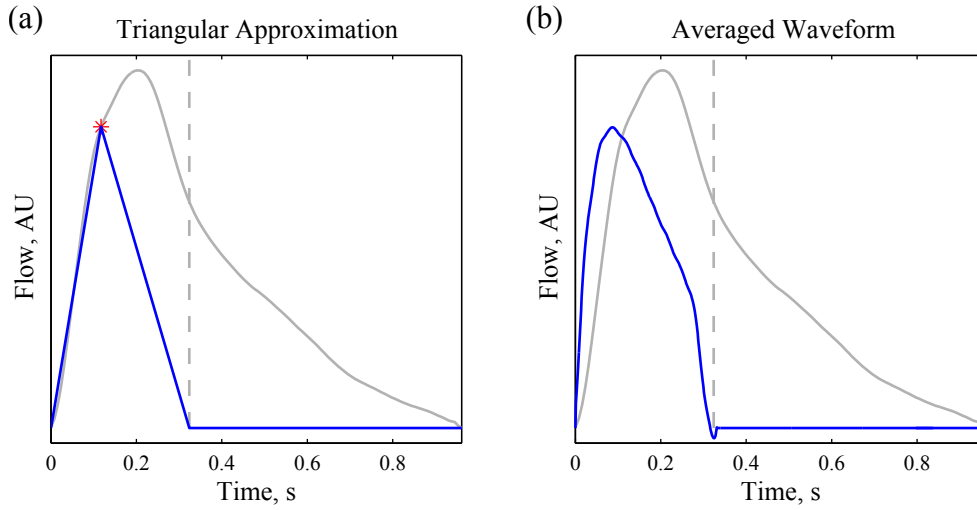 (a)
Triangular Approximation
Flow, AU
0 0.2 0.4 0.6 0.8
Time, s
(b)
Averaged Waveform
Flow, AU
0 0.2 0.4 0.6 0.8
Time, s